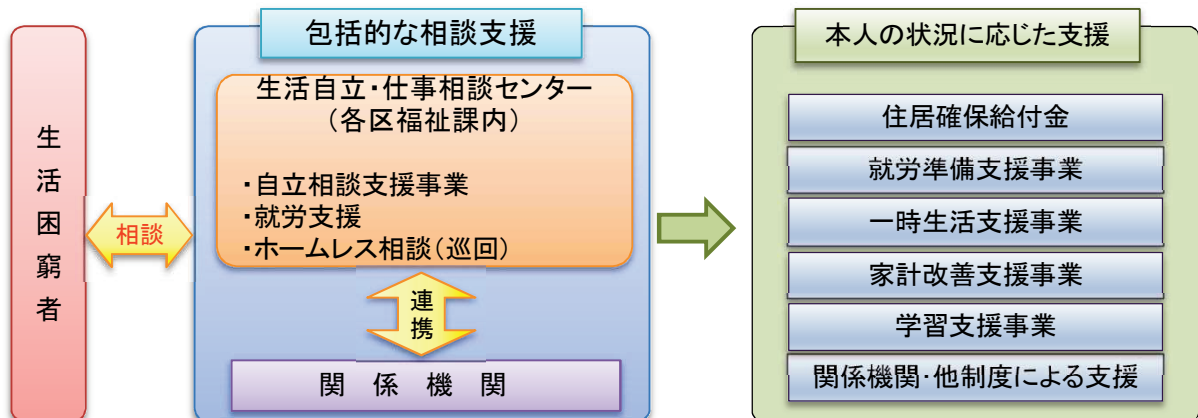 生活困窮者
相談
包括的な相談支援
生活自立・仕事相談センター
（各区福祉課内）
・自立相談支援事業
・就労支援
・ホームレス相談（巡回）
連携
関係機関
本人の状況に応じた支援
住居確保給付金
就労準備支援事業
一時生活支援事業
家計改善支援事業
学習支援事業
関係機関・他制度による支援